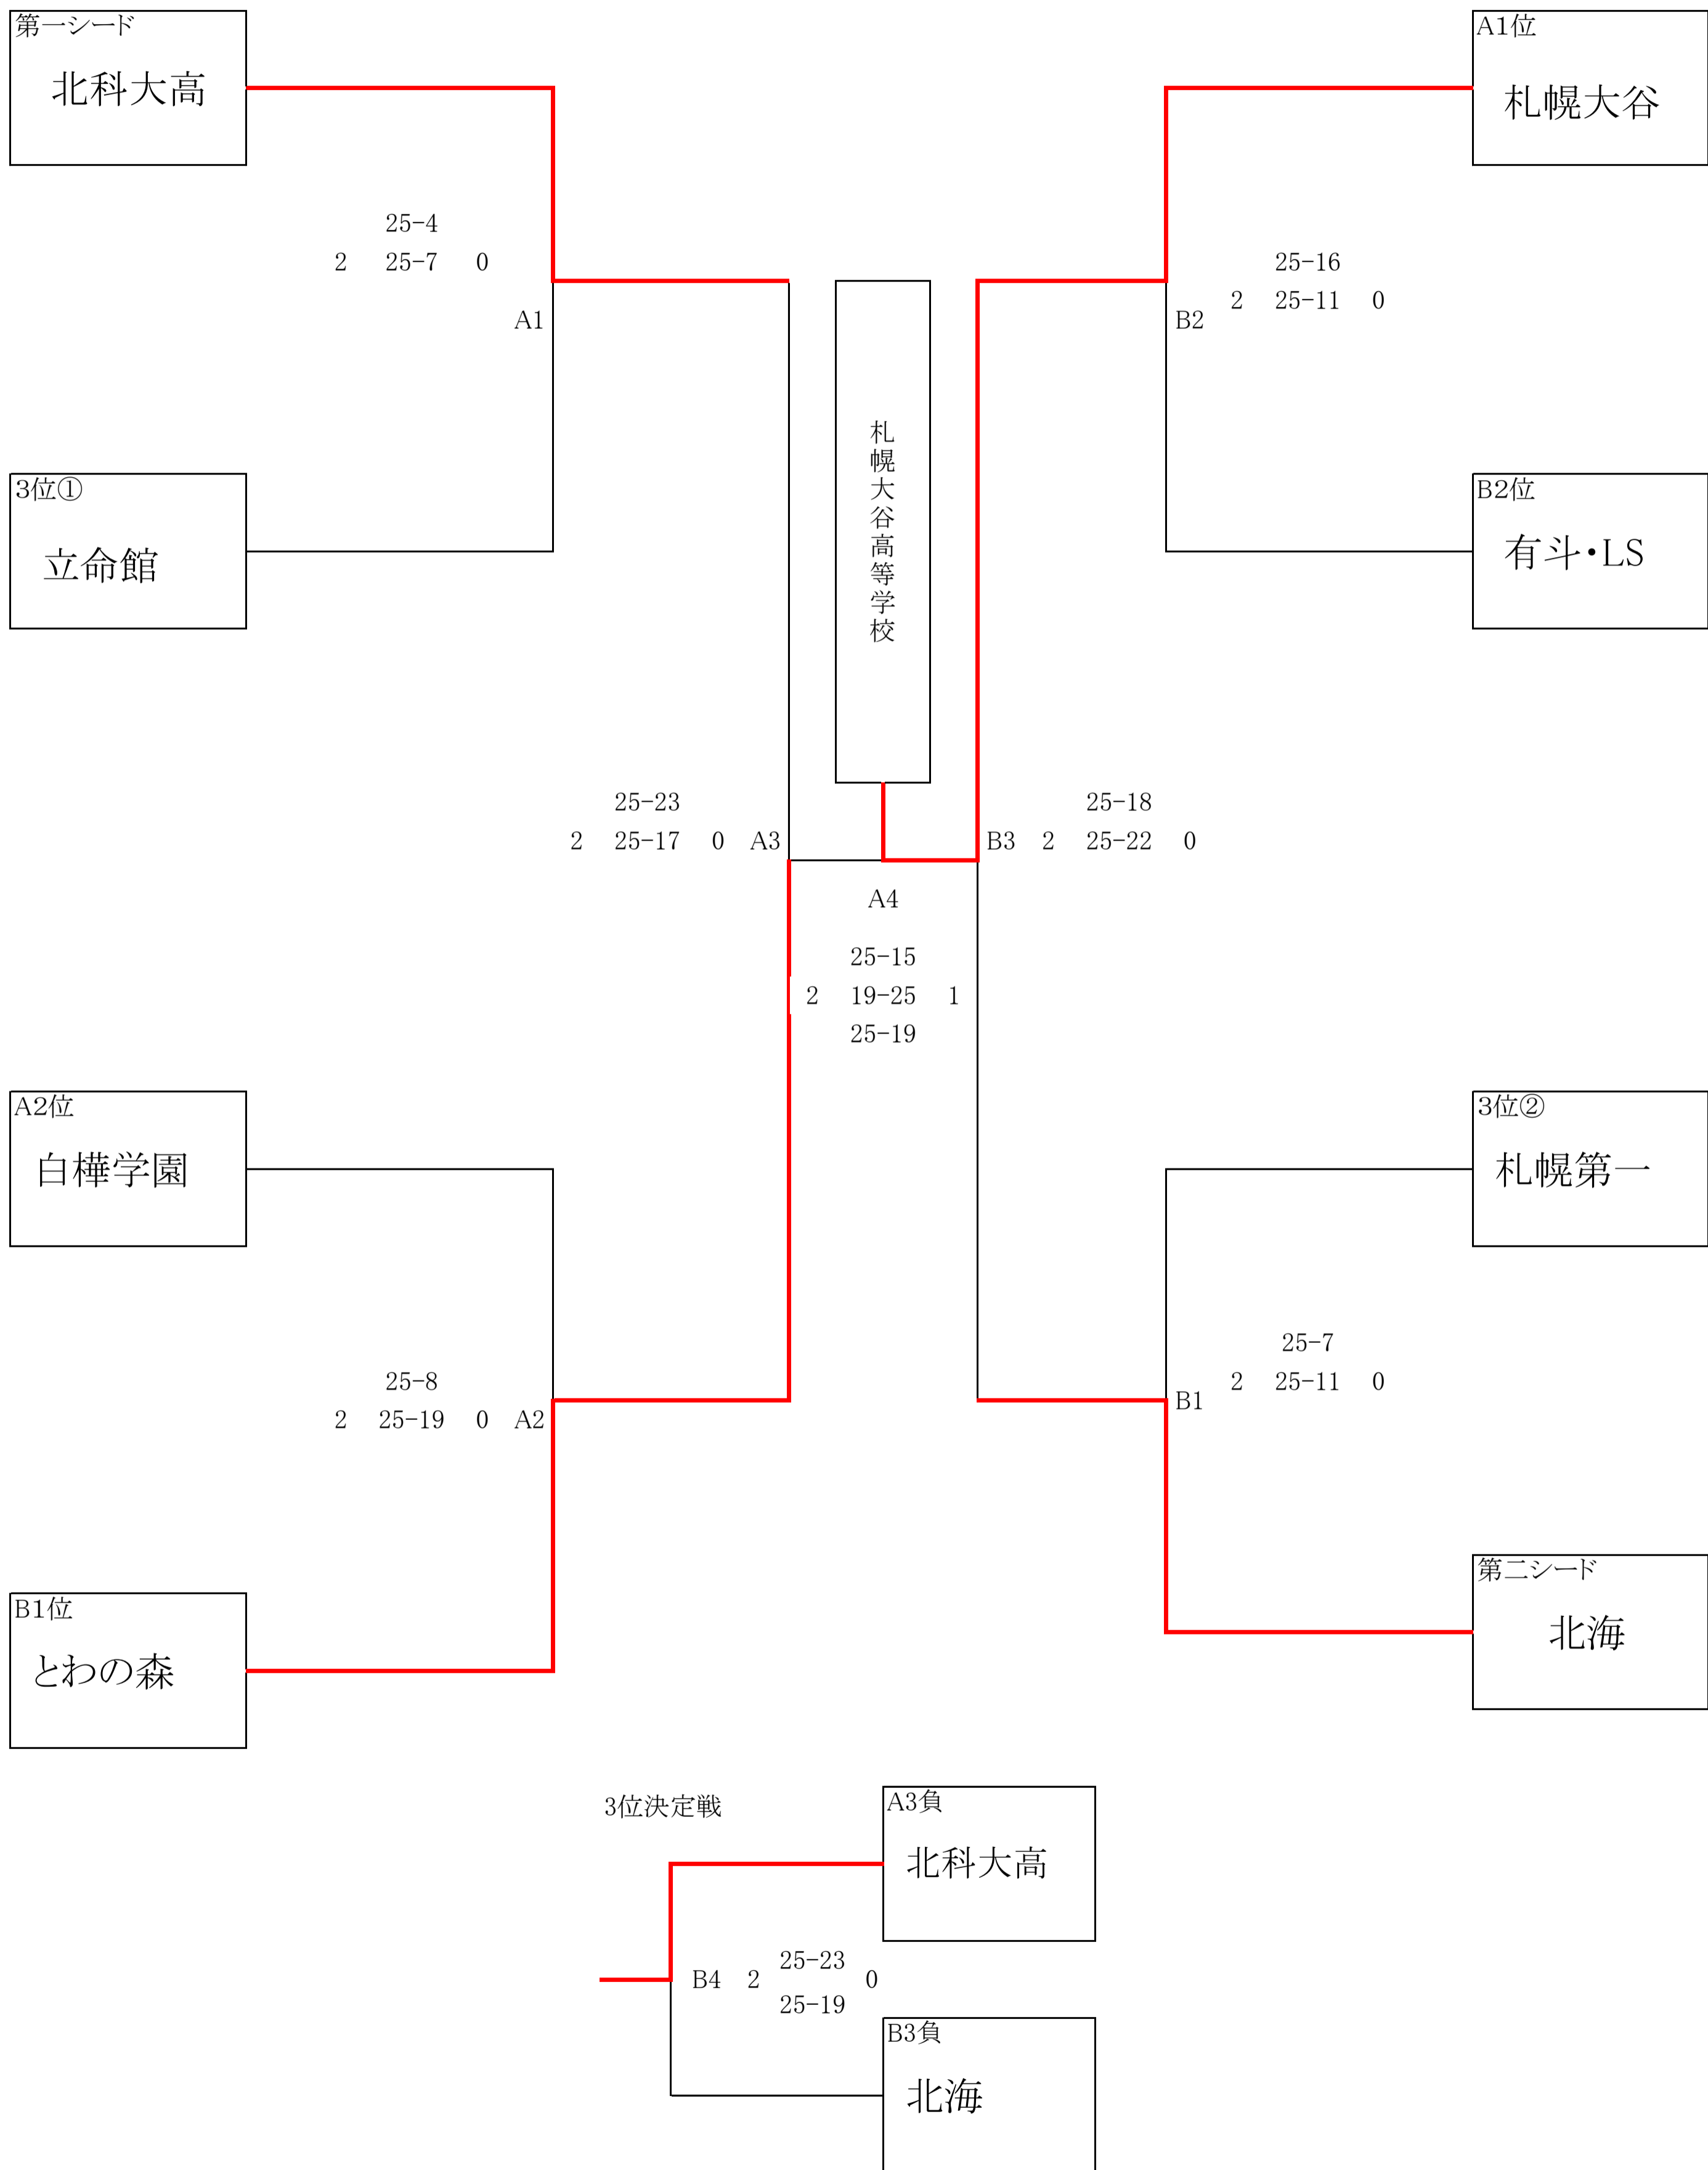 第一シード
北科大高
A1位
札幌大谷
25-4
2 25-7 0
A1
25-16
2 25-11 0
B2
3位①
立命館
札幌大谷高等学校
B2位
有斗・LS
25-23
2 25-17 0 A3
25-18
B3 2 25-22 0
A4
25-15
2 19-25 1
25-19
A2位
白樺学園
3位②
札幌第一
25-8
2 25-19 0 A2
25-7
2 25-11 0
B1
B1位
とわの森
第二シード
北海
3位決定戦
A3負
北科大高
25-23
B4 2 0
25-19
B3負
北海